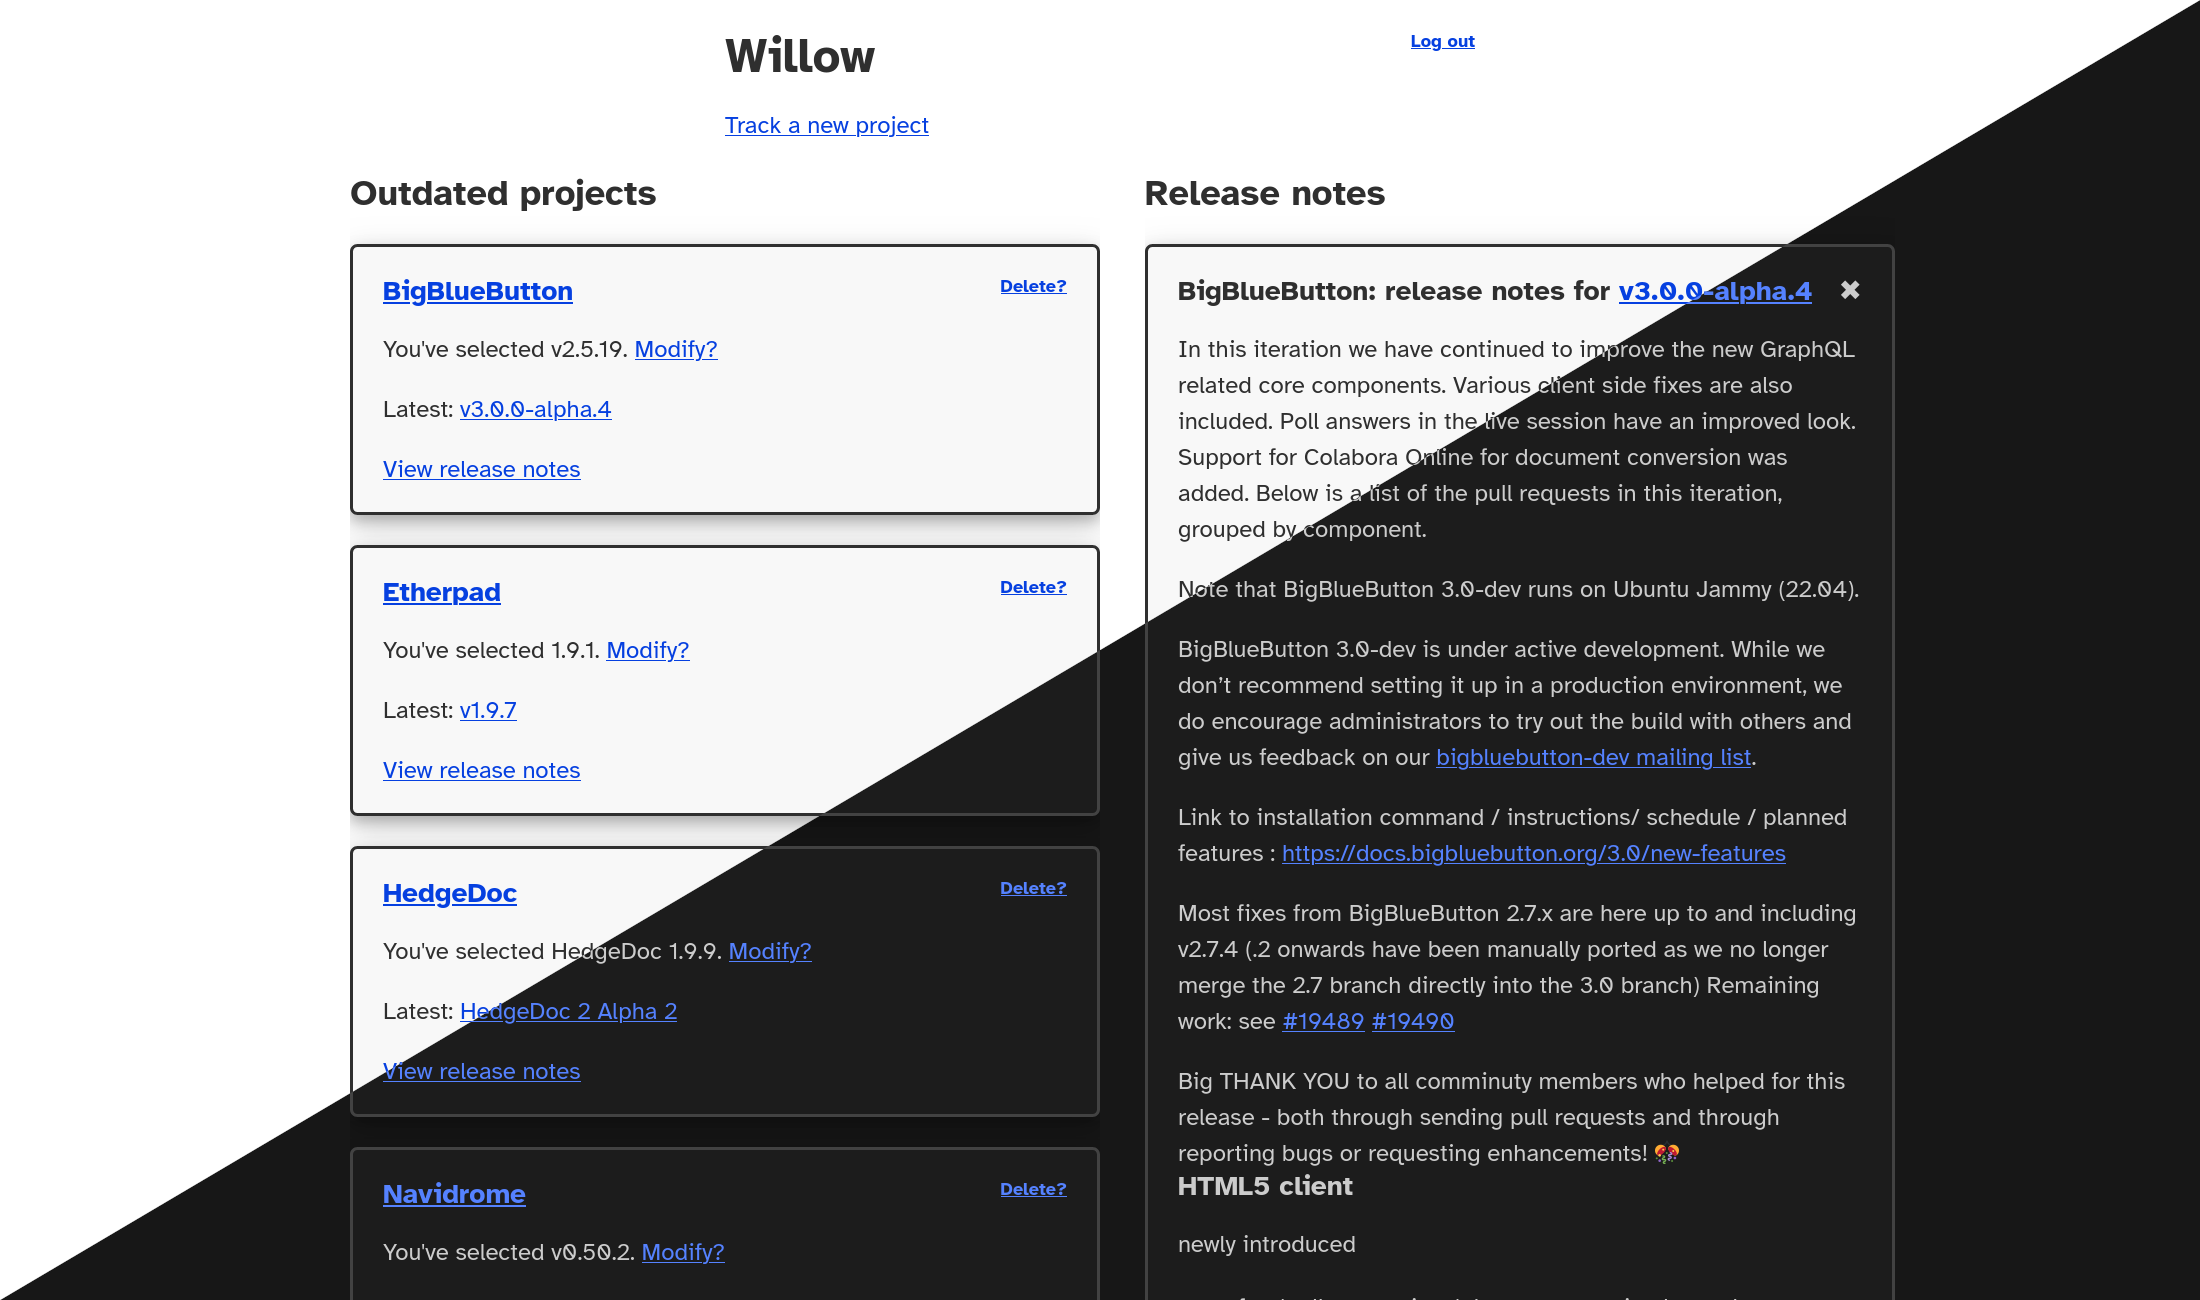 Willow
Log out
Track a new project
Outdated projects
BigBlueButton
Delete?
You've selected v2.5.19. Modify?
Latest: v3.0.0-alpha.4
View release notes
Etherpad
Delete?
You've selected 1.9.1. Modify?
Latest: v1.9.7
View release notes
HedgeDoc
Delete?
You've selected HedgeDoc 1.9.9. Modify?
Latest: HedgeDoc 2 Alpha 2
View release notes
Navidrome
Delete?
You've selected v0.50.2. Modify?
Release notes
BigBlueButton: release notes for v3.0.0-alpha.4 ✖
In this iteration we have continued to improve the new GraphQL
related core components. Various client side fixes are also
included. Poll answers in the live session have an improved look.
Support for Colabora Online for document conversion was
added. Below is a list of the pull requests in this iteration,
grouped by component.
Note that BigBlueButton 3.0-dev runs on Ubuntu Jammy (22.04).
BigBlueButton 3.0-dev is under active development. While we
don’t recommend setting it up in a production environment, we
do encourage administrators to try out the build with others and
give us feedback on our bigbluebutton-dev mailing list.
Link to installation command / instructions/ schedule / planned
features : https://docs.bigbluebutton.org/3.0/new-features
Most fixes from BigBlueButton 2.7.x are here up to and including
v2.7.4 (.2 onwards have been manually ported as we no longer
merge the 2.7 branch directly into the 3.0 branch) Remaining
work: see #19489 #19490
Big THANK YOU to all comminuty members who helped for this
release - both through sending pull requests and through
reporting bugs or requesting enhancements! 🎊
HTML5 client
newly introduced